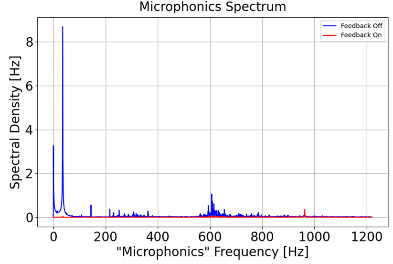 Microphonics Spectrum
Feedback Off
Feedback On
Spectral Density [Hz]
8
6
4
2
0
0 200 400 600 800 1000 1200
"Microphonics" Frequency [Hz]